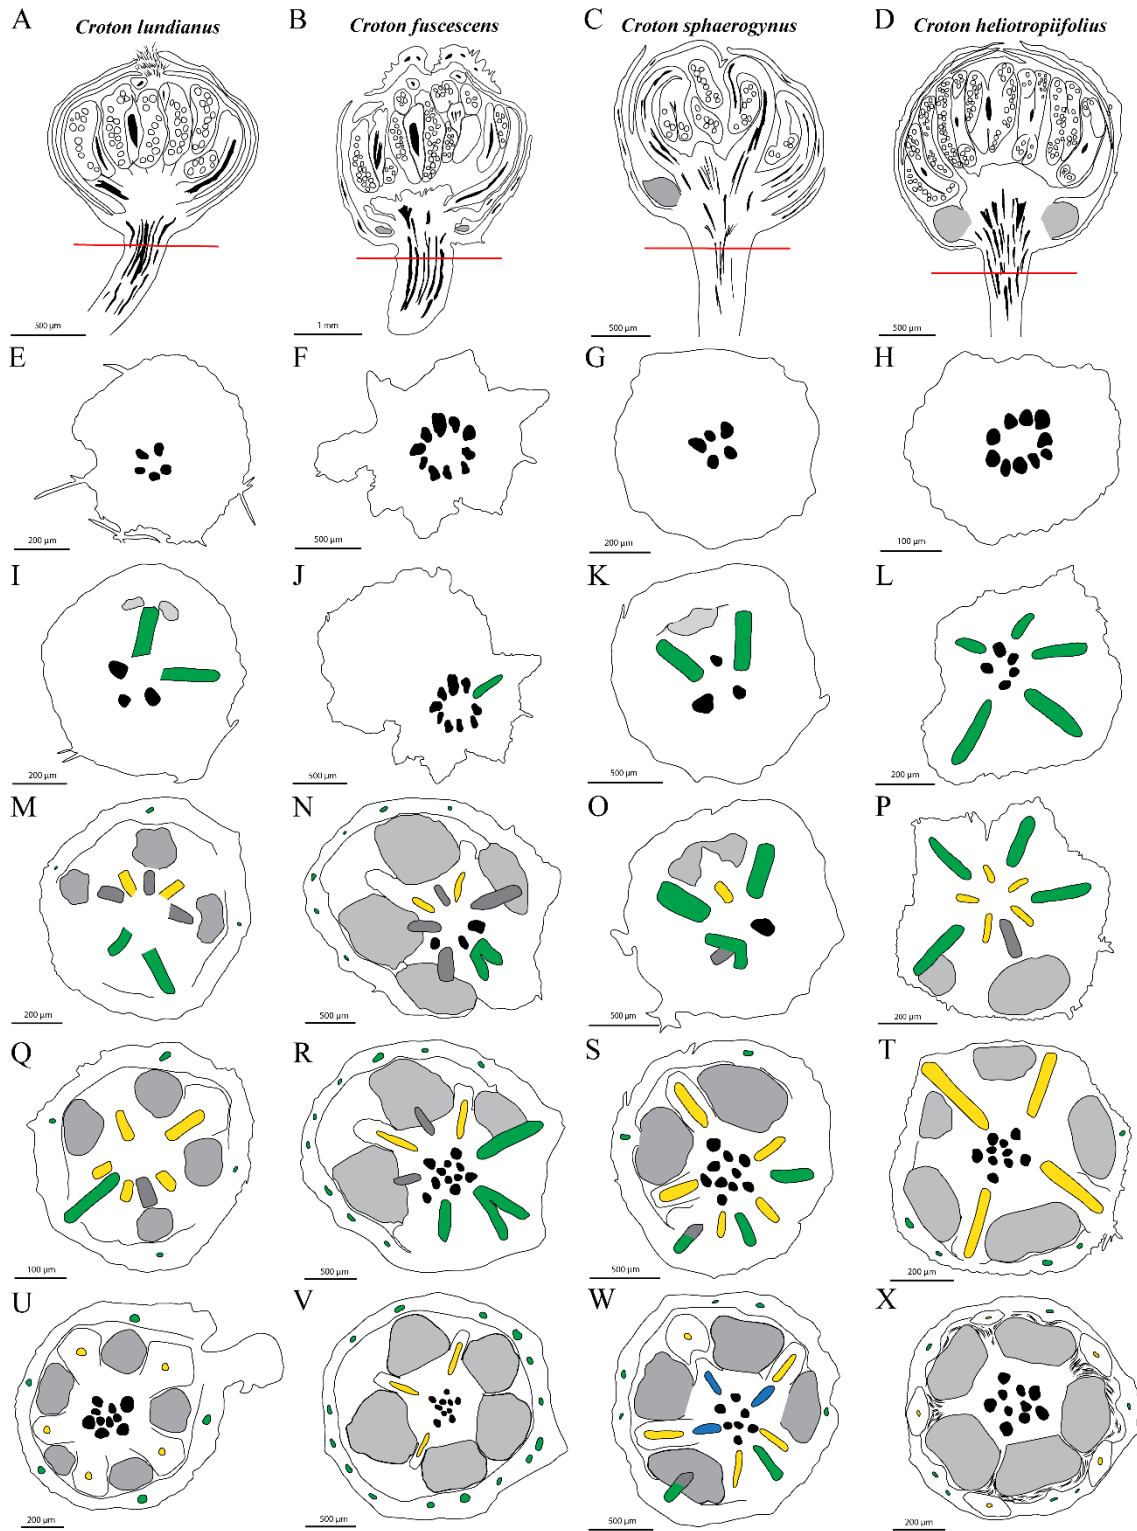 A Croton lundianus B Croton fuscescens C Croton sphaerogynus D Croton heliotropiifolius
500 µm 1 mm 500 µm 500 µm
E F G H
200 µm 500 µm 200 µm 100 µm
I J K L
200 µm 500 µm 500 µm 200 µm
M N O P
200 µm 500 µm 500 µm 200 µm
Q R S T
100 µm 500 µm 500 µm 200 µm
U V W X
200 µm 500 µm 500 µm 200 µm